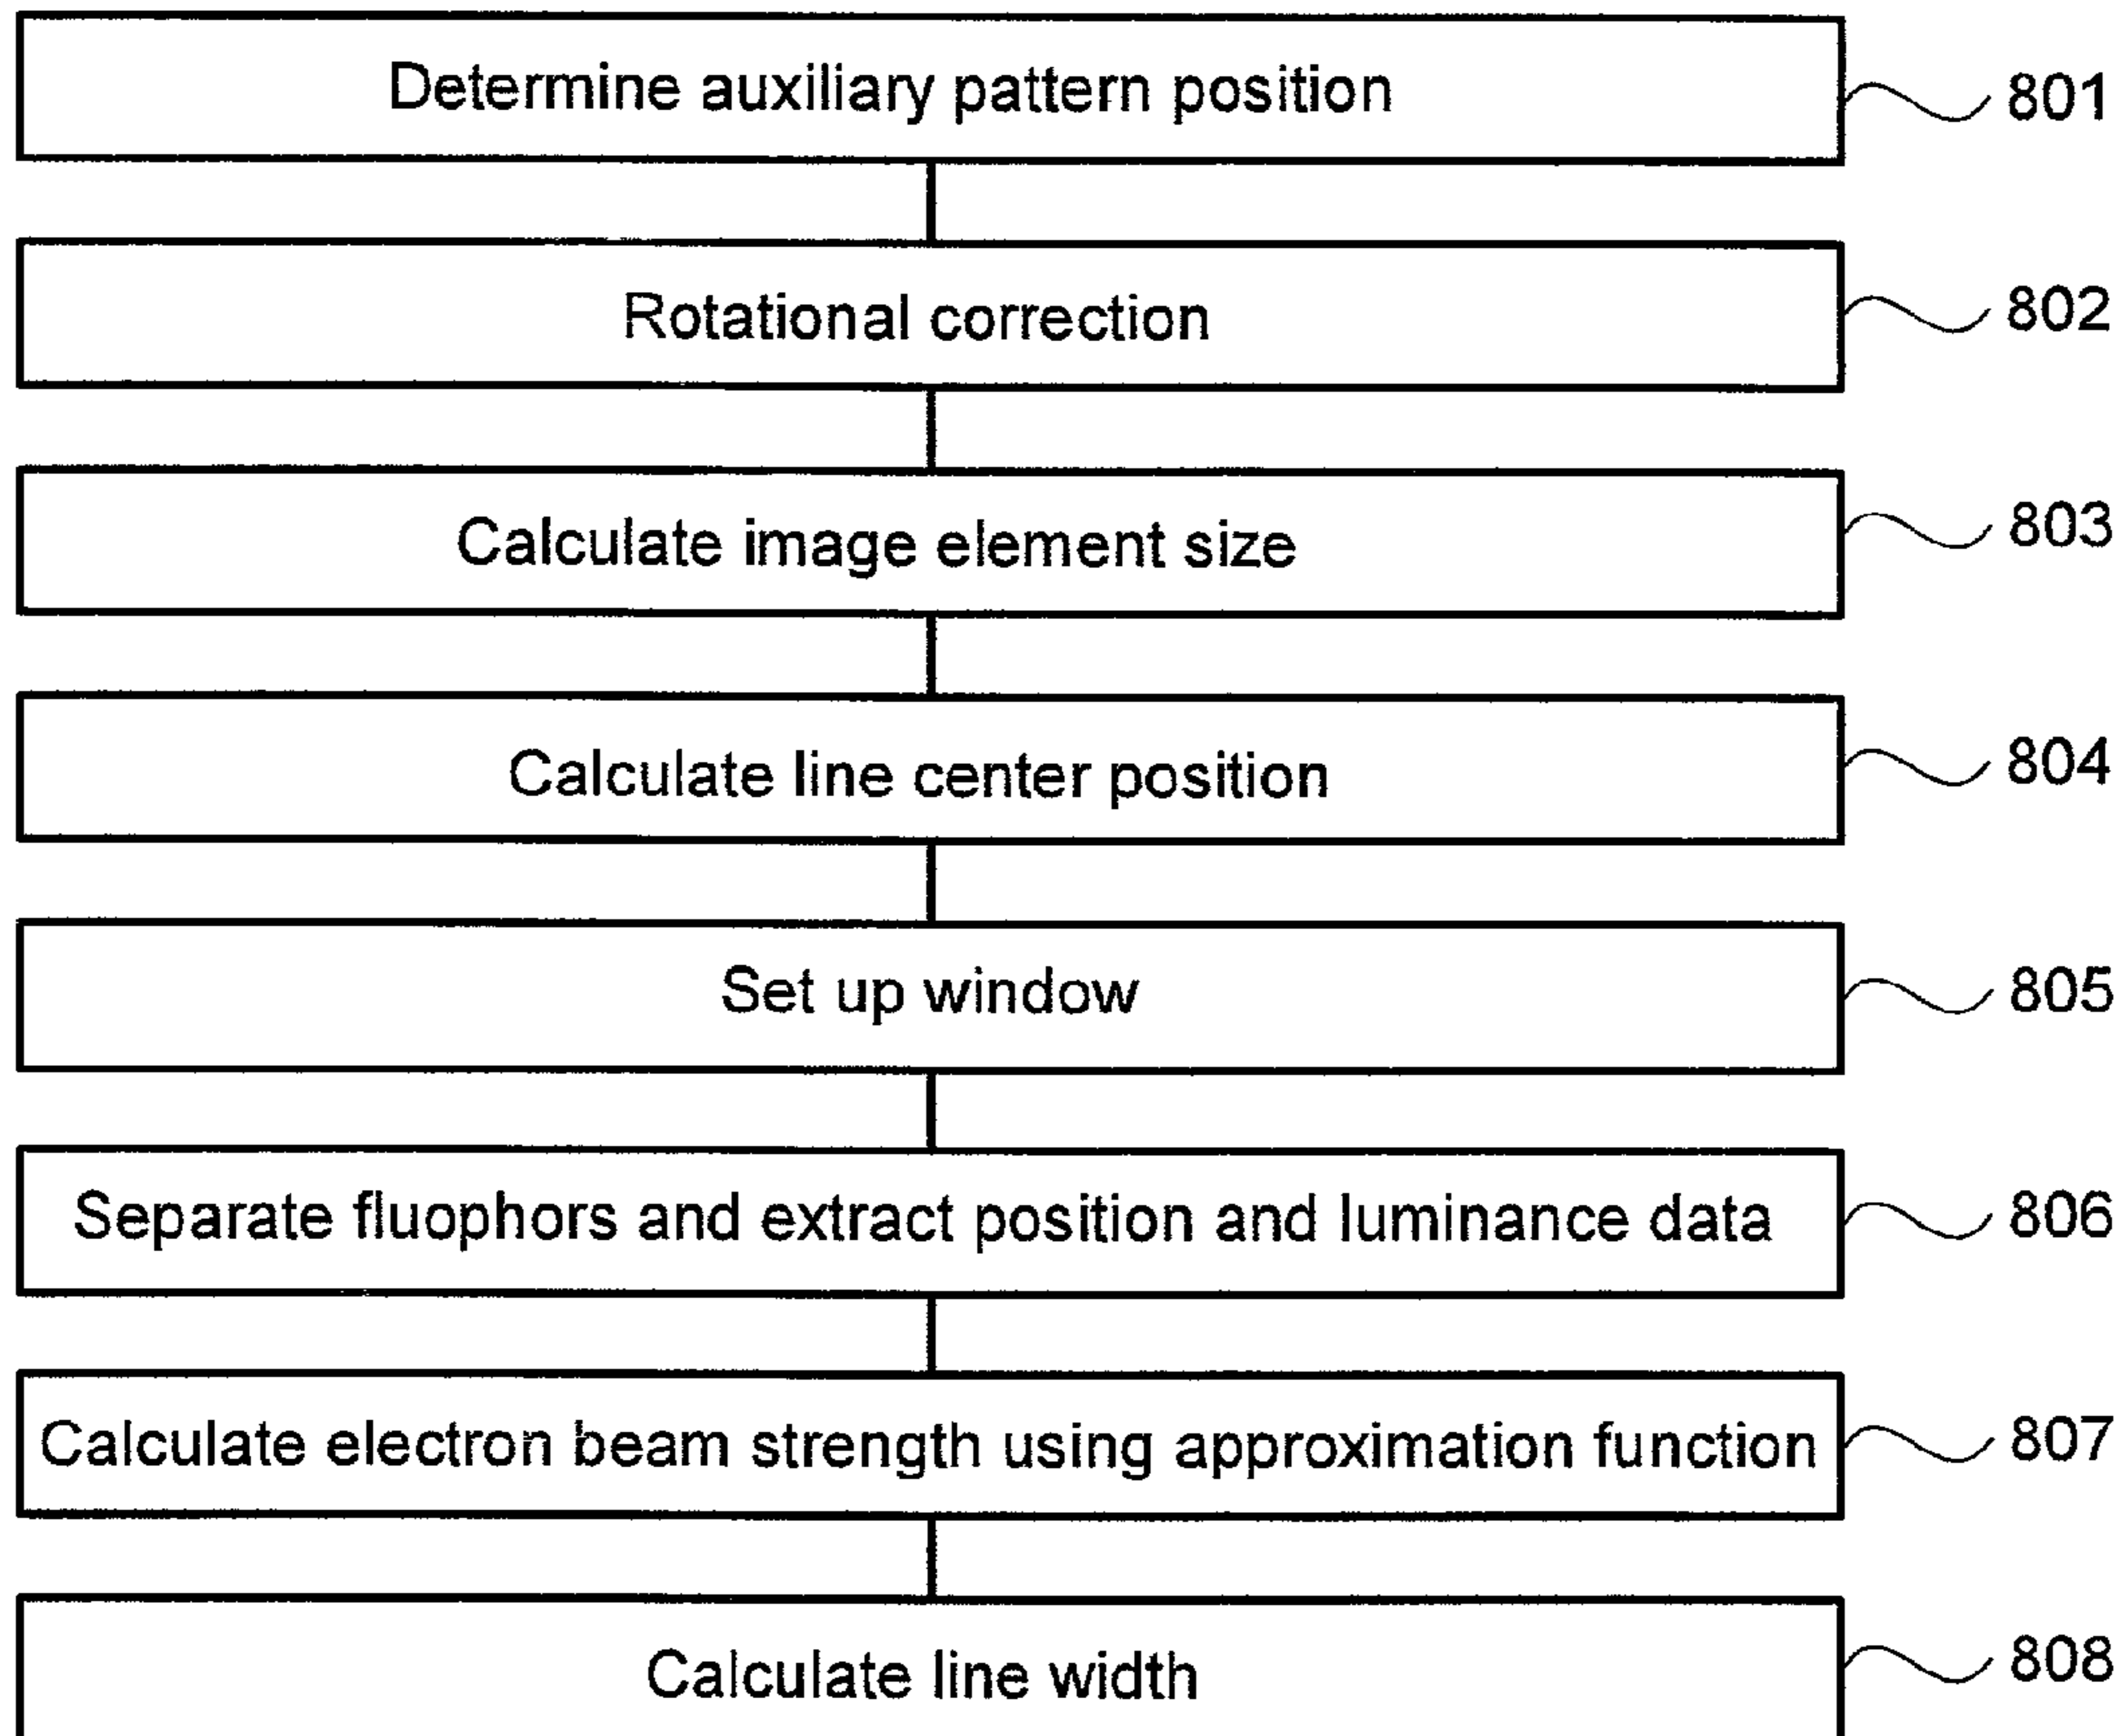 Determine auxiliary pattern position 801
Rotational correction 802
Calculate image element size 803
Calculate line center position 804
Set up window 805
Separate fluophors and extract position and luminance data 806
Calculate electron beam strength using approximation function 807
Calculate line width 808